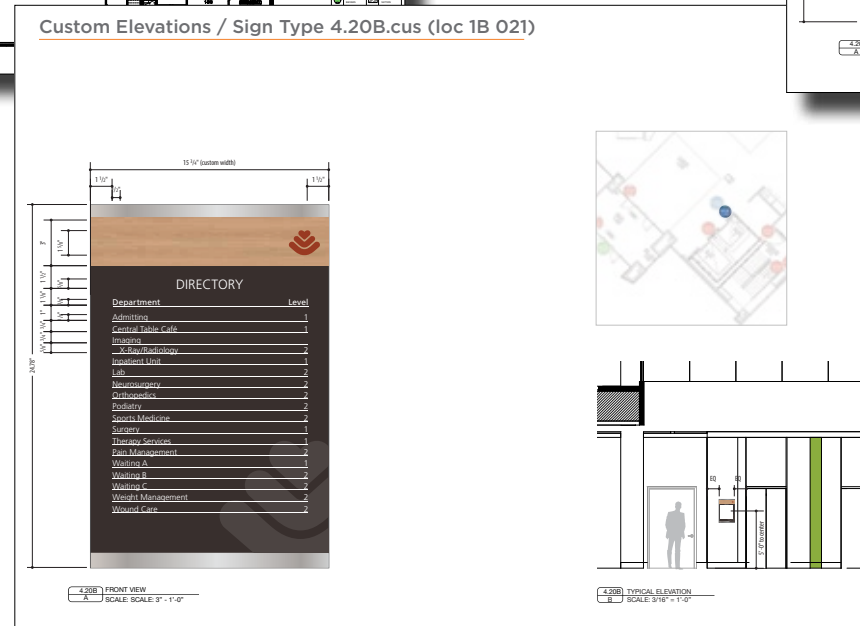 Custom Elevations / Sign Type 4.20B.cus (loc 1B 021)
15 ³/₄" (custom width)
1 ½" ½" 1 ½"
3"
24.78"
DIRECTORY
Department Level
Admitting 1
Central Table Café 1
Imaging
X-Ray/Radiology 2
Inpatient Unit 1
Lab 2
Neurosurgery 2
Orthopedics 2
Podiatry 2
Sports Medicine 2
Surgery 1
Therapy Services 1
Pain Management 2
Waiting A 1
Waiting B 2
Waiting C 2
Weight Management 2
Wound Care 2
4.20B FRONT VIEW
A SCALE: SCALE: 3" - 1'-0"
EQ EQ
5'-0" to center
4.20B TYPICAL ELEVATION
B SCALE: 3/16" = 1'-0"
A